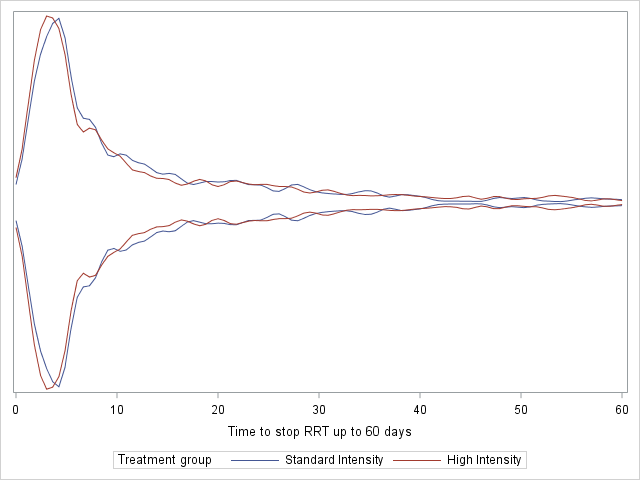 0 10 20 30 40 50 60
Time to stop RRT up to 60 days
Treatment group Standard Intensity High Intensity